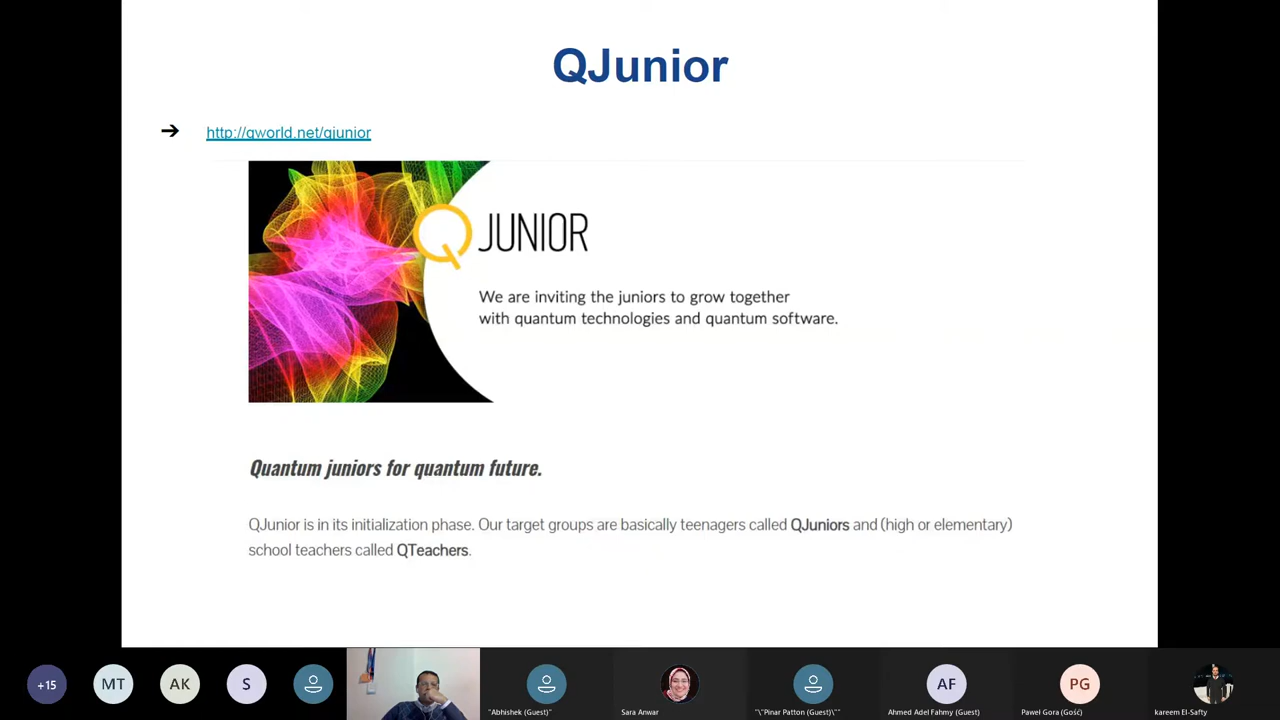 QJunior
➔ http://qworld.net/qjunior
Q JUNIOR
We are inviting the juniors to grow together
with quantum technologies and quantum software.
Quantum juniors for quantum future.
QJunior is in its initialization phase. Our target groups are basically teenagers called QJuniors and (high or elementary)
school teachers called QTeachers.
+15 MT AK S AF PG
"Abhishek (Guest)" Sara Anwar "\"Pinar Patton (Guest)\"" Ahmed Adel Fahmy (Guest) Paweł Gora (Gość) kareem El-Safty